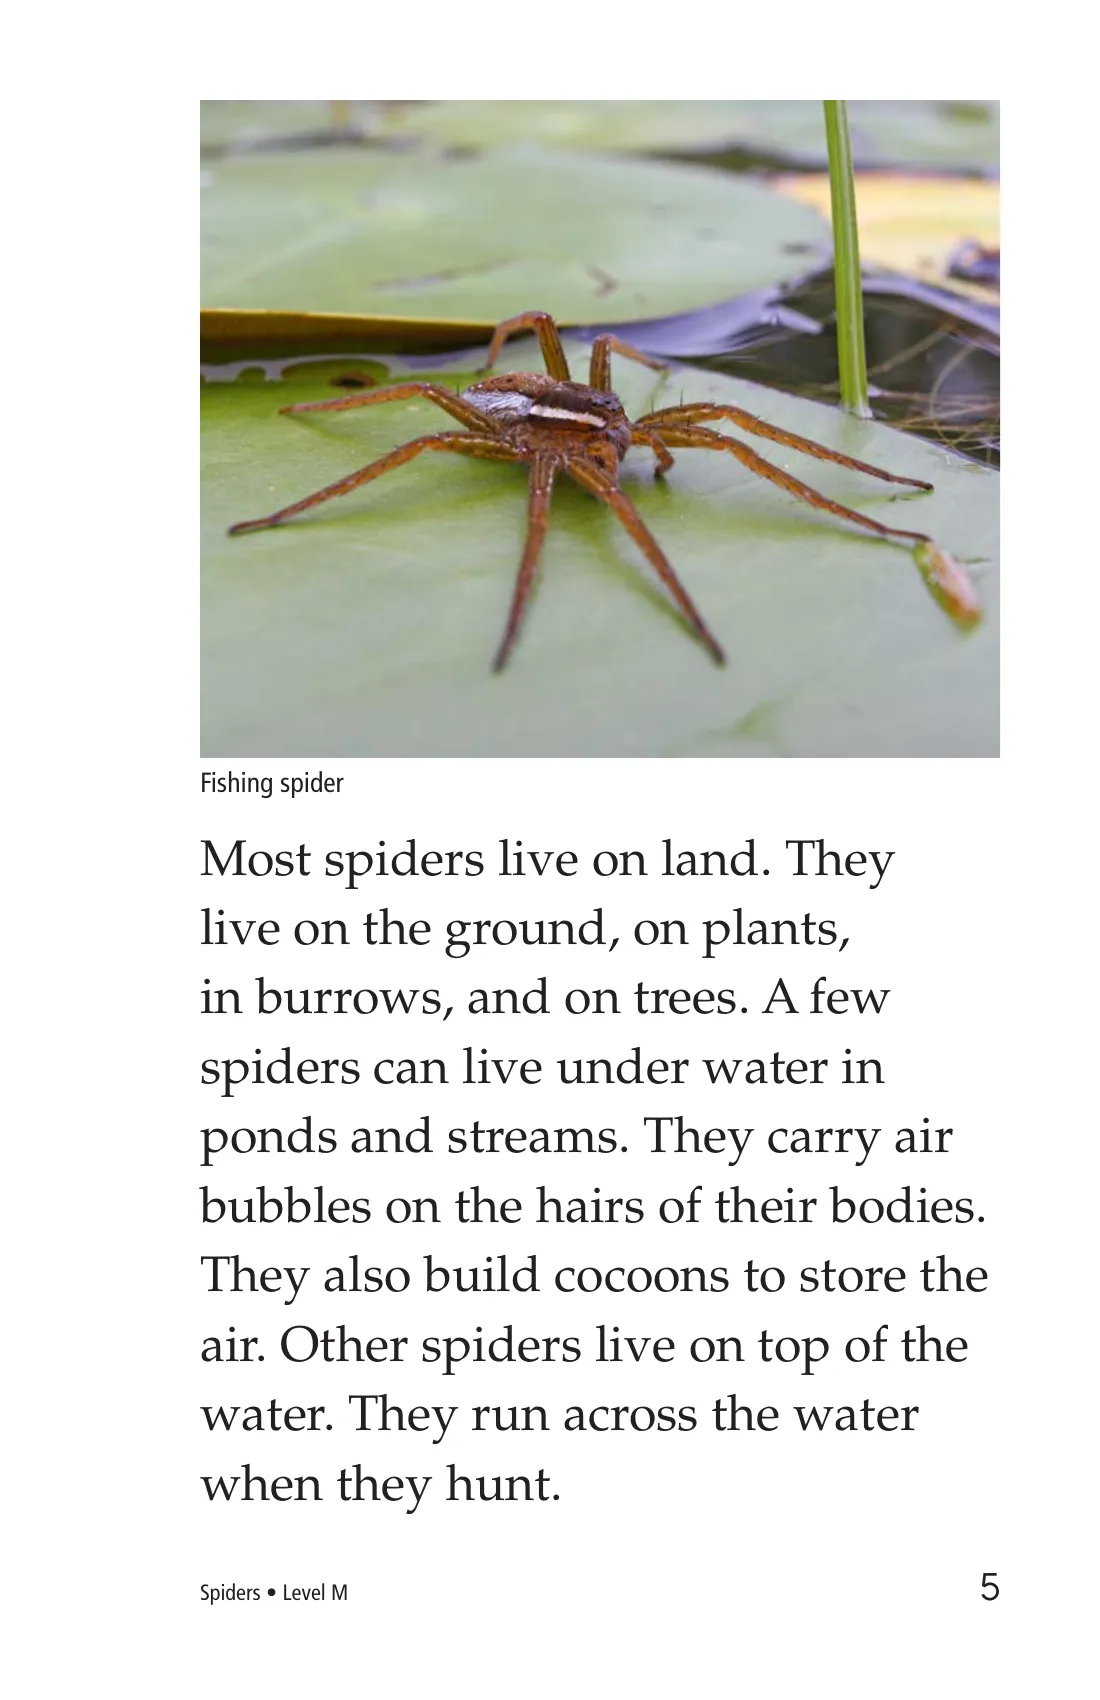 Fishing spider
Most spiders live on land. They
live on the ground, on plants,
in burrows, and on trees. A few
spiders can live under water in
ponds and streams. They carry air
bubbles on the hairs of their bodies.
They also build cocoons to store the
air. Other spiders live on top of the
water. They run across the water
when they hunt.
Spiders • Level M
5